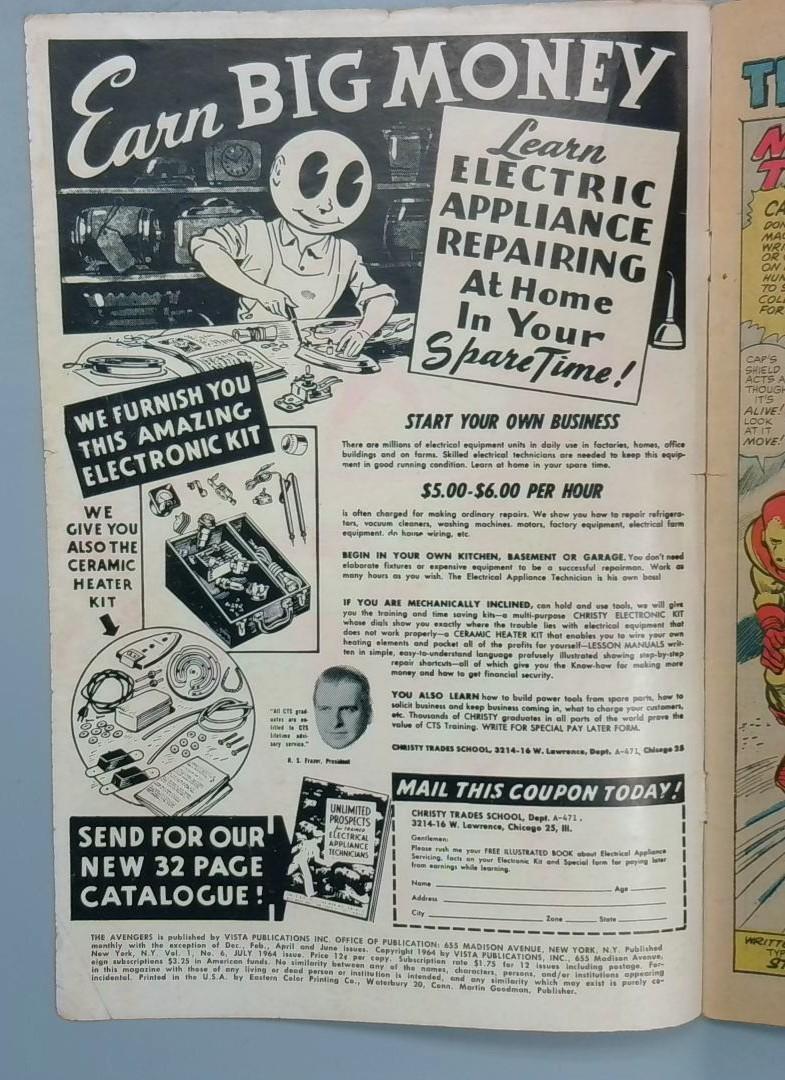 Earn BIG MONEY
Learn
ELECTRIC
APPLIANCE
REPAIRING
At Home
In Your
Spare Time!
WE FURNISH YOU
THIS AMAZING
ELECTRONIC KIT
WE
GIVE YOU
ALSO THE
CERAMIC
HEATER
KIT
START YOUR OWN BUSINESS
There are millions of electrical equipment units in daily use in factories, homes, office
buildings and on farms. Skilled electrical technicians are needed to keep this equip-
ment in good running condition. Learn at home in your spare time.
$5.00-$6.00 PER HOUR
is often charged for making ordinary repairs. We show you how to repair refrigera-
tors, vacuum cleaners, washing machines, motors, factory equipment, electrical farm
equipment, do house wiring, etc.
BEGIN IN YOUR OWN KITCHEN, BASEMENT OR GARAGE. You don't need
elaborate fixtures or expensive equipment to be a successful repairman. Work as
many hours as you wish. The Electrical Appliance Technician is his own boss!
IF YOU ARE MECHANICALLY INCLINED, can hold and use tools, we will give
you the training and time saving kits—a multi-purpose CHRISTY ELECTRONIC KIT
whose dials show you exactly where the trouble lies with electrical equipment that
does not work properly—a CERAMIC HEATER KIT that enables you to wire your own
heating elements and pocket all of the profits for yourself—LESSON MANUALS writ-
ten in simple, easy-to-understand language profusely illustrated showing step-by-step
repair shortcuts—all of which give you the Know-how for making more
money and how to get financial security.
YOU ALSO LEARN how to build power tools from spare parts, how to
solicit business and keep business coming in, what to charge your customers,
etc. Thousands of CHRISTY graduates in all parts of the world prove the
value of CTS Training. WRITE FOR SPECIAL PAY LATER FORM.
CHRISTY TRADES SCHOOL, 3214-16 W. Lawrence, Dept. A-471, Chicago 25
"All CTS grad-
uates are en-
titled to CTS
lifetime advi-
sory service."
R. S. Frazer, President
UNLIMITED
PROSPECTS
for TRAINED
ELECTRICAL
APPLIANCE
TECHNICIANS
SEND FOR OUR
NEW 32 PAGE
CATALOGUE!
MAIL THIS COUPON TODAY!
CHRISTY TRADES SCHOOL, Dept. A-471.
3214-16 W. Lawrence, Chicago 25, Ill.
Gentlemen:
Please rush me your FREE ILLUSTRATED BOOK about Electrical Appliance
Servicing, facts on your Electronic Kit and Special form for paying later
from earnings while learning.
Name Age
Address
City Zone State
THE AVENGERS is published by VISTA PUBLICATIONS INC. OFFICE OF PUBLICATION: 655 MADISON AVENUE, NEW YORK, N.Y. Published
monthly with the exception of Dec., Feb., April and June issues. Copyright 1964 by VISTA PUBLICATIONS, INC., 655 Madison Avenue,
New York, N.Y. Vol. 1, No. 6, JULY 1964 issue. Price 12¢ per copy. Subscription rate $1.75 for 12 issues including postage. For-
eign subscriptions $3.25 in American funds. No similarity between any of the names, characters, persons, and/or institutions appearing
in this magazine with those of any living or dead person or institution is intended, and any similarity which may exist is purely co-
incidental. Printed in the U.S.A. by Eastern Color Printing Co., Waterbury 20, Conn. Martin Goodman, Publisher.
CAP'S
SHIELD
ACTS A
THOUGH
IT'S
ALIVE!
LOOK
AT IT
MOVE!